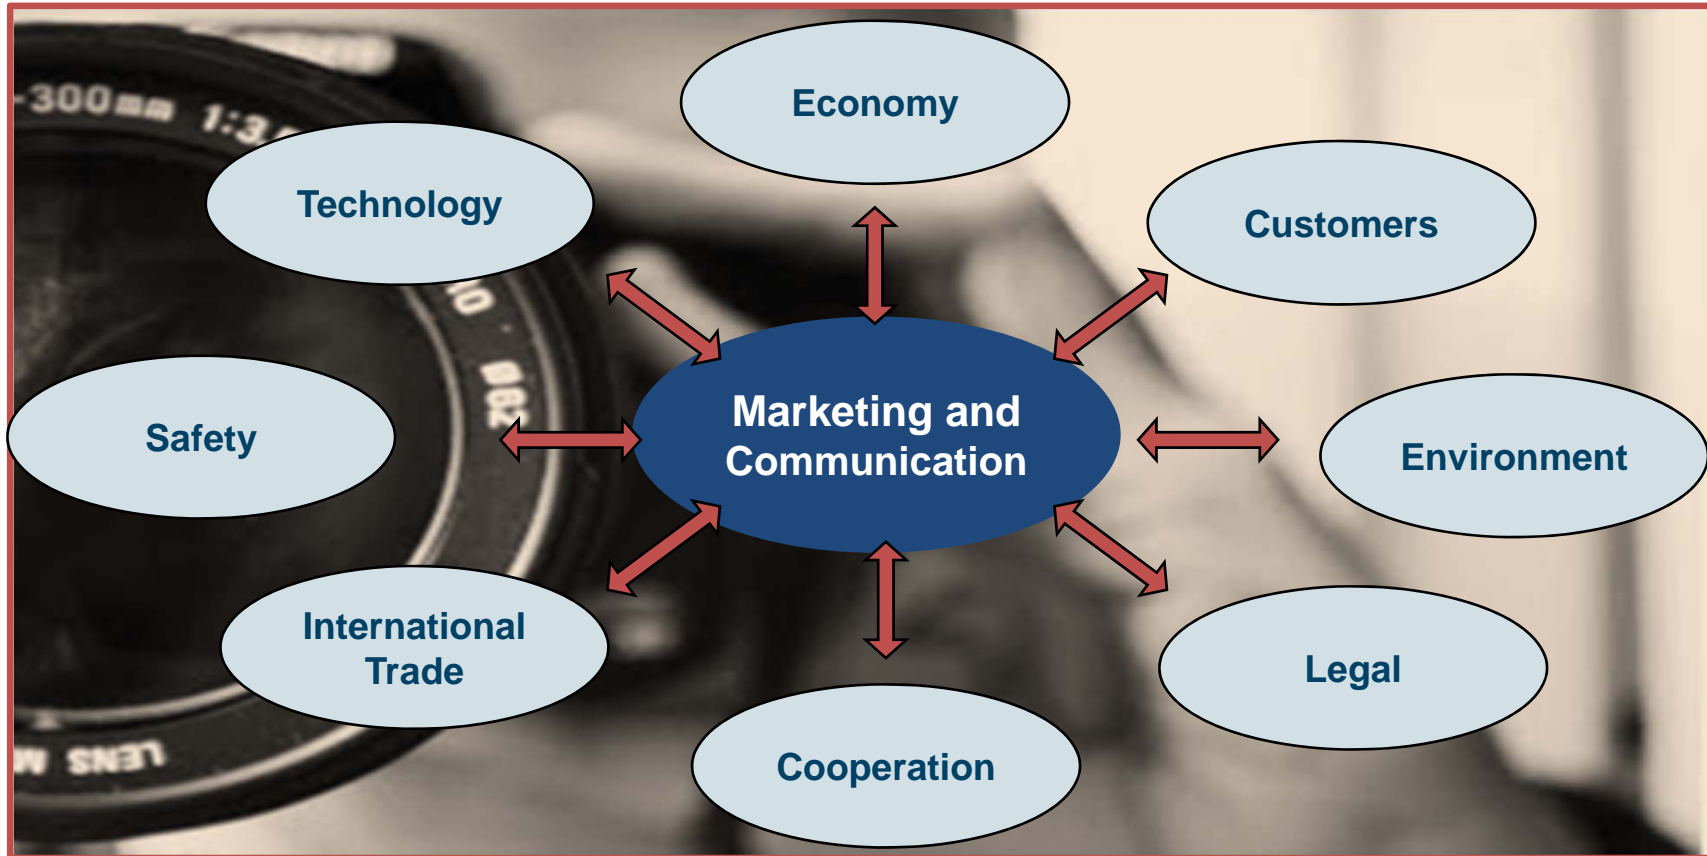 Economy
-300mm 1:3.
Technology
Customers
Marketing and
Communication
Safety
Environment
International
Trade
Legal
Cooperation
LENS